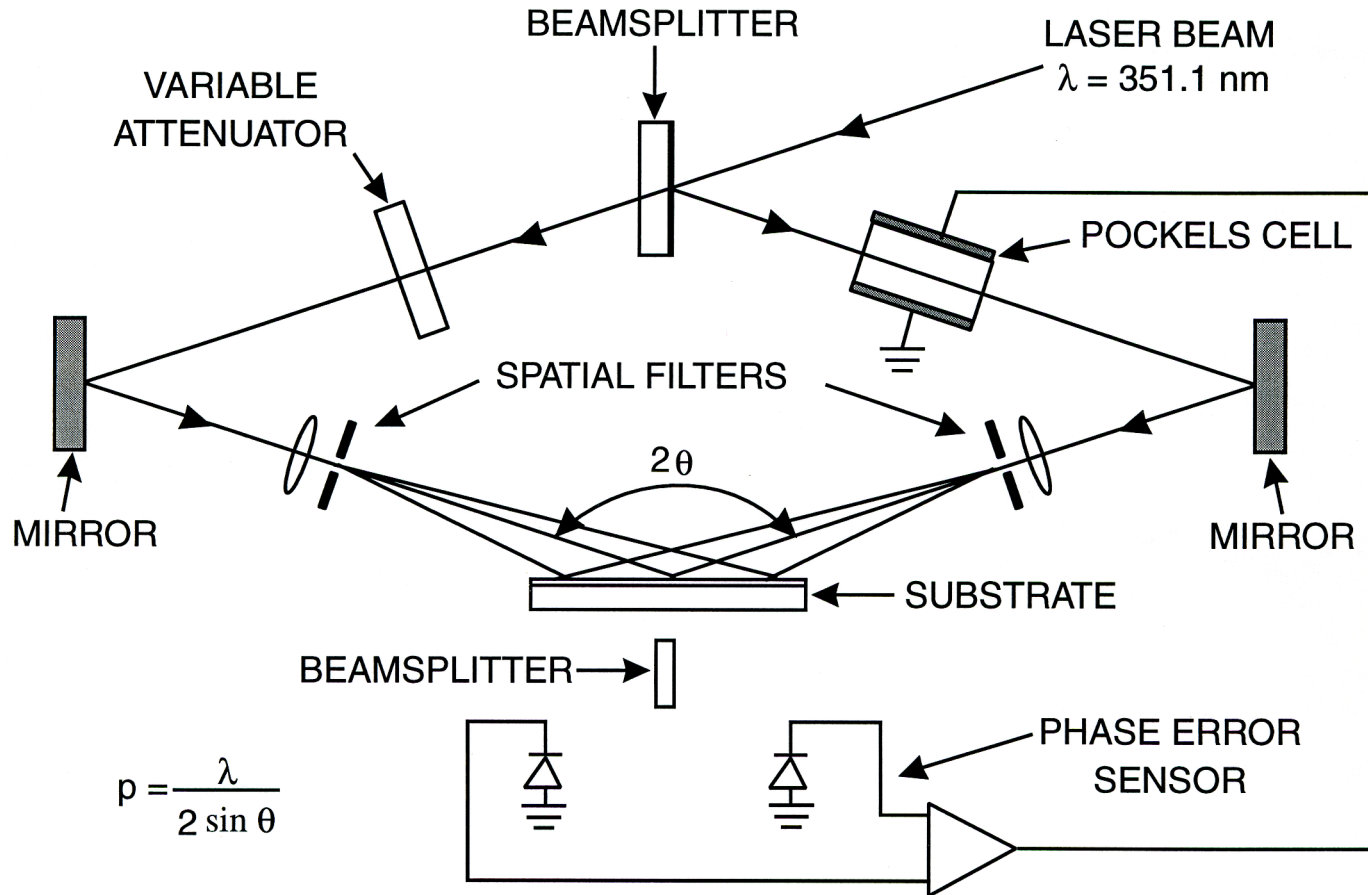 BEAMSPLITTER
LASER BEAM
λ = 351.1 nm
VARIABLE
ATTENUATOR
POCKELS CELL
SPATIAL FILTERS
2θ
MIRROR
MIRROR
SUBSTRATE
BEAMSPLITTER
PHASE ERROR
SENSOR
p = λ / 2 sin θ